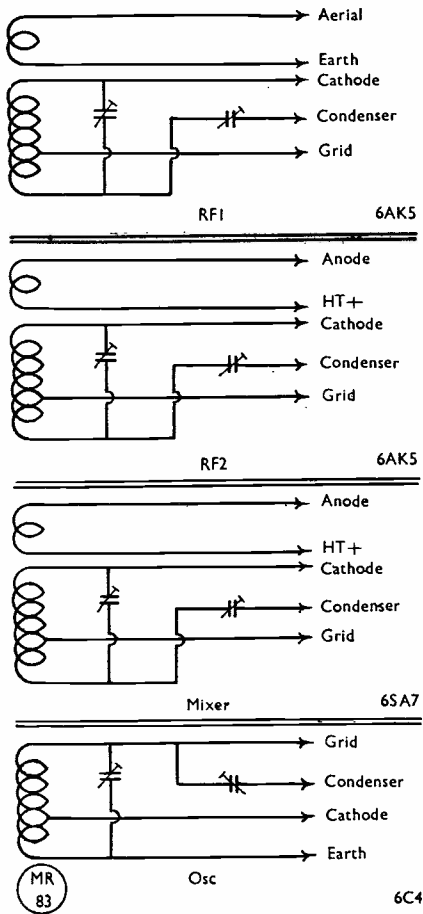 Aerial
Earth
Cathode
Condenser
Grid
RF1 6AK5
Anode
HT+
Cathode
Condenser
Grid
RF2 6AK5
Anode
HT+
Cathode
Condenser
Grid
Mixer 6SA7
Grid
Condenser
Cathode
Earth
MR
83
Osc 6C4